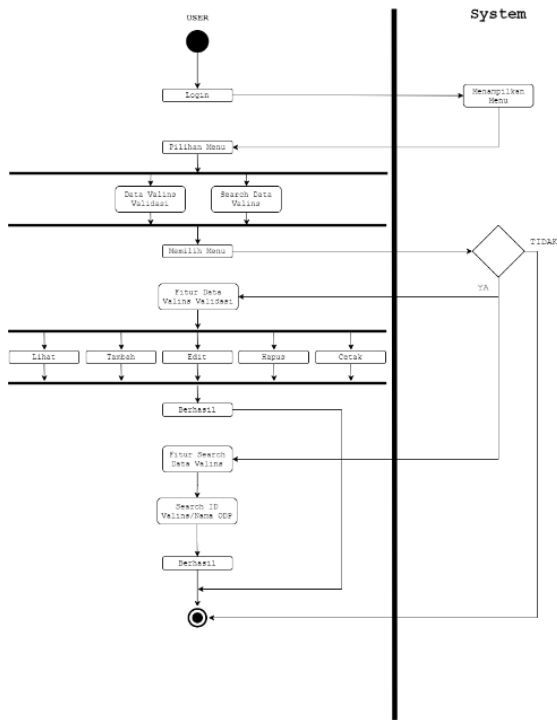 System
USER
Login
Menampilkan
Menu
Pilihan Menu
Data Valins
Validasi
Search Data
Valins
Memilih Menu
TIDAK
YA
Fitur Data
Valins Validasi
Lihat
Tambah
Edit
Hapus
Cetak
Berhasil
Fitur Search
Data Valins
Search ID
Valins/Nama ODP
Berhasil